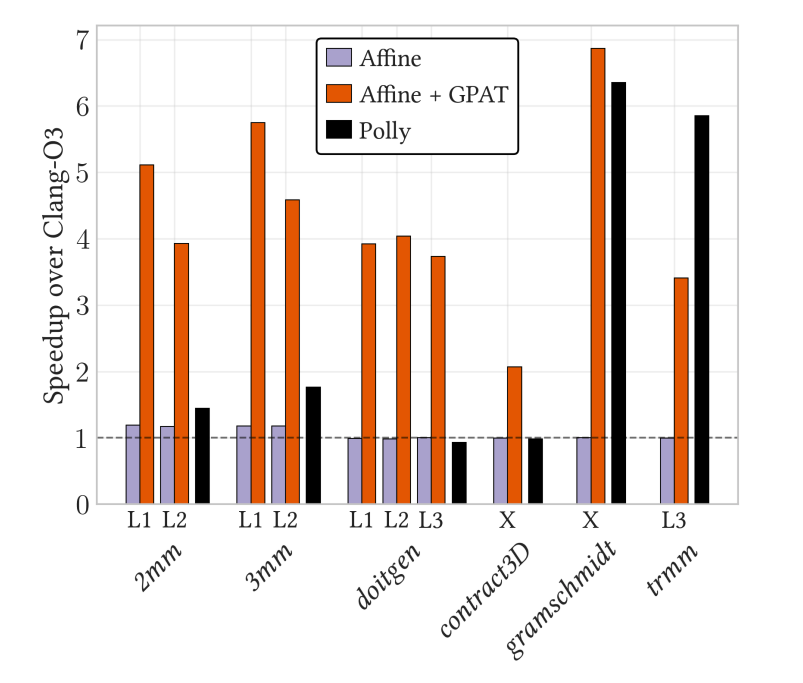 Speedup over Clang-O3
7
6
5
4
3
2
1
0
Affine
Affine + GPAT
Polly
L1 L2 L1 L2 L1 L2 L3 X X L3
2mm 3mm doitgen contract3D gramschmidt trmm